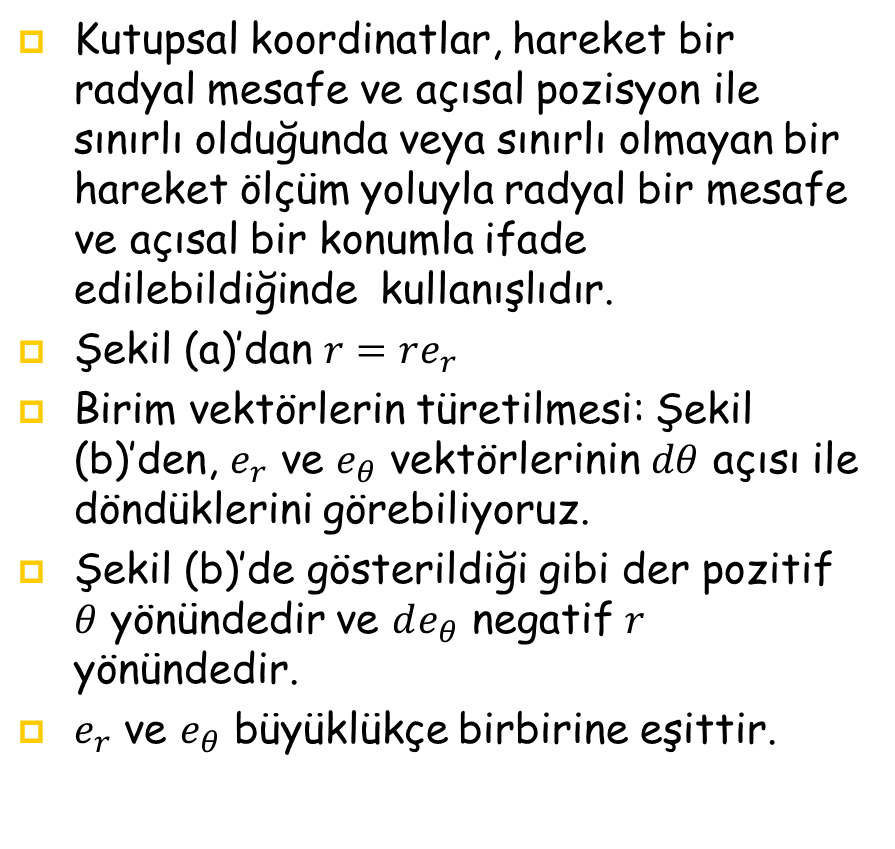 Kutupsal koordinatlar, hareket bir
radyal mesafe ve açısal pozisyon ile
sınırlı olduğunda veya sınırlı olmayan bir
hareket ölçüm yoluyla radyal bir mesafe
ve açısal bir konumla ifade
edilebildiğinde kullanışlıdır.
Şekil (a)'dan r = re_r
Birim vektörlerin türetilmesi: Şekil
(b)'den, e_r ve e_θ vektörlerinin dθ açısı ile
döndüklerini görebiliyoruz.
Şekil (b)'de gösterildiği gibi der pozitif
θ yönündedir ve de_θ negatif r
yönündedir.
e_r ve e_θ büyüklükçe birbirine eşittir.